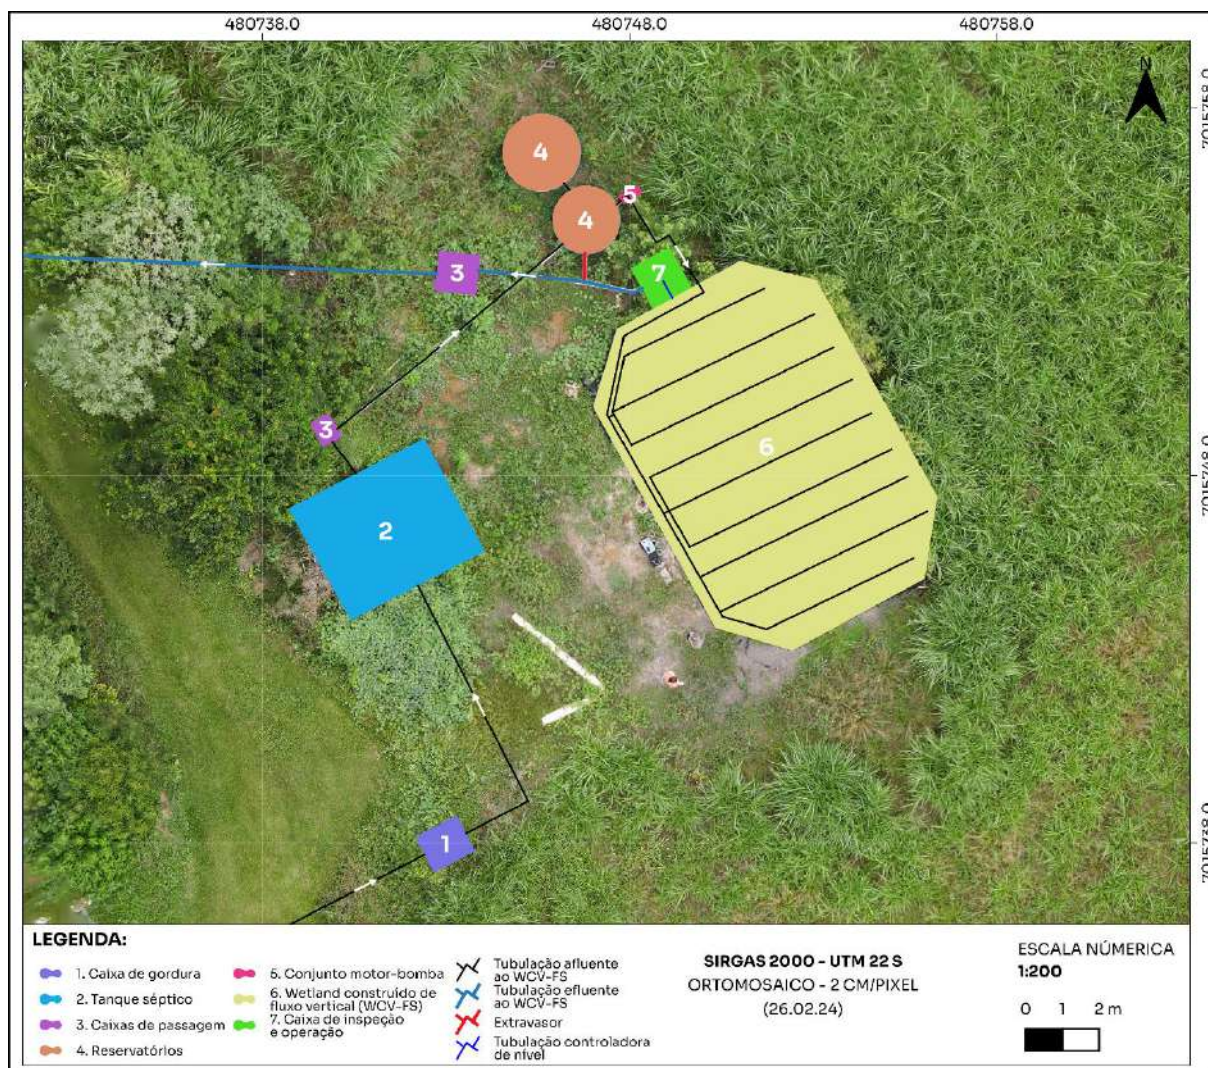 480738.0 480748.0 480758.0
N
7015758.0
4
5
4
3
7
3
6
7015748.0
2
7015738.0
1
LEGENDA:
1. Caixa de gordura
2. Tanque séptico
3. Caixas de passagem
4. Reservatórios
5. Conjunto motor-bomba
6. Wetland construído de
fluxo vertical (WCV-FS)
7. Caixa de inspeção
e operação
Tubulação afluente
ao WCV-FS
Tubulação efluente
ao WCV-FS
Extravasor
Tubulação controladora
de nível
SIRGAS 2000 - UTM 22 S
ORTOMOSAICO - 2 CM/PIXEL
(26.02.24)
ESCALA NÚMERICA
1:200
0 1 2 m